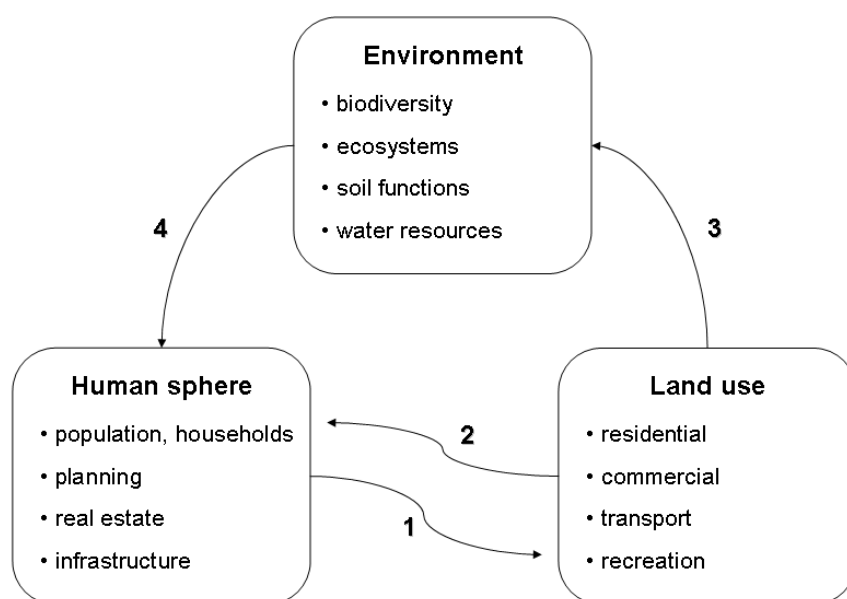 Environment
• biodiversity
• ecosystems
• soil functions
• water resources
4
3
Human sphere
• population, households
• planning
• real estate
• infrastructure
2
1
Land use
• residential
• commercial
• transport
• recreation